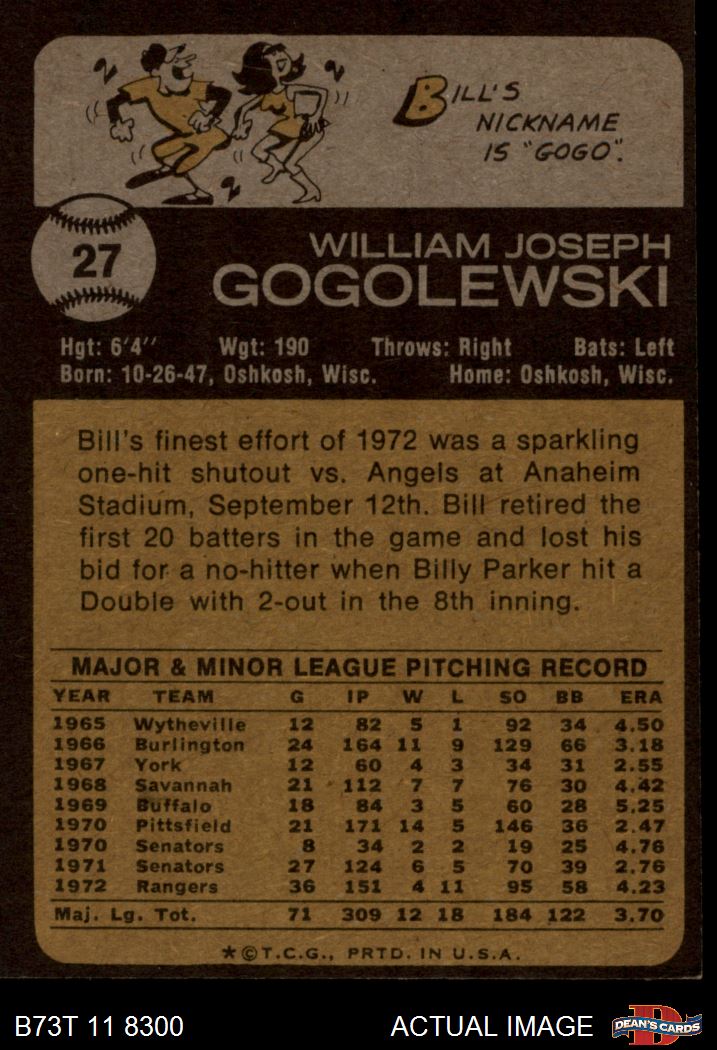 2 2
BILL'S
NICKNAME
IS "GOGO".
2
27
WILLIAM JOSEPH
GOGOLEWSKI
Hgt: 6'4" Wgt: 190 Throws: Right Bats: Left
Born: 10-26-47, Oshkosh, Wisc. Home: Oshkosh, Wisc.
Bill's finest effort of 1972 was a sparkling
one-hit shutout vs. Angels at Anaheim
Stadium, September 12th. Bill retired the
first 20 batters in the game and lost his
bid for a no-hitter when Billy Parker hit a
Double with 2-out in the 8th inning.
MAJOR & MINOR LEAGUE PITCHING RECORD
YEAR TEAM G IP W L SO BB ERA
1965 Wytheville 12 82 5 1 92 34 4.50
1966 Burlington 24 164 11 9 129 66 3.18
1967 York 12 60 4 3 34 31 2.55
1968 Savannah 21 112 7 7 76 30 4.42
1969 Buffalo 18 84 3 5 60 28 5.25
1970 Pittsfield 21 171 14 5 146 36 2.47
1970 Senators 8 34 2 2 19 25 4.76
1971 Senators 27 124 6 5 70 39 2.76
1972 Rangers 36 151 4 11 95 58 4.23
Maj. Lg. Tot. 71 309 12 18 184 122 3.70
*©T.C.G., PRTD. IN U.S.A.
B73T 11 8300 ACTUAL IMAGE DEAN'S CARDS